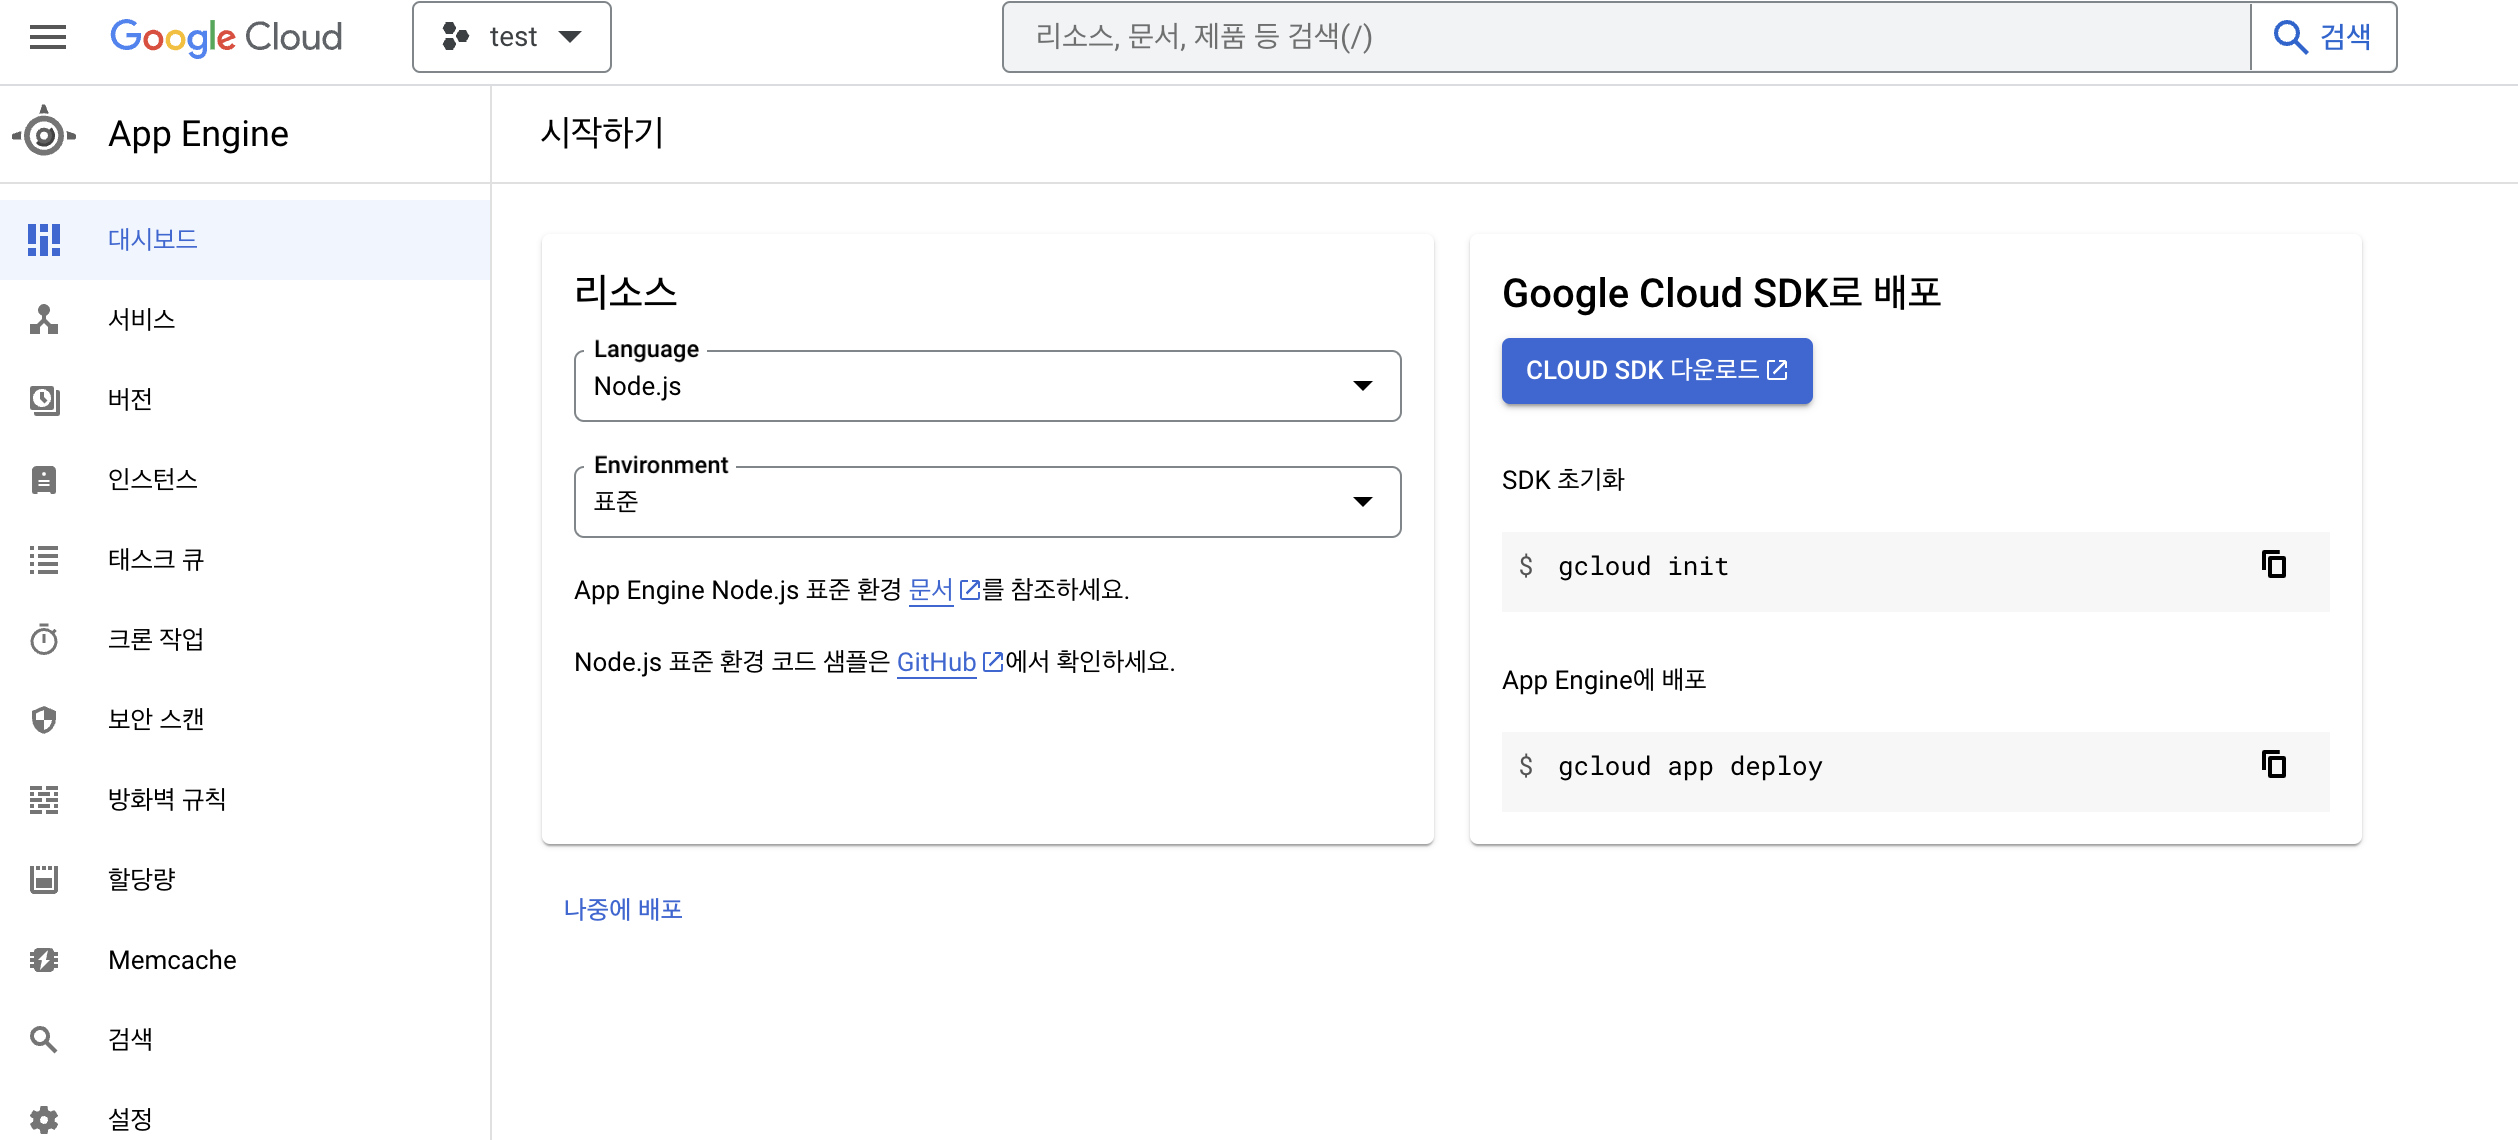 Google Cloud
test
리소스, 문서, 제품 등 검색(/)
검색
App Engine
시작하기
대시보드
서비스
버전
인스턴스
태스크 큐
크론 작업
보안 스캔
방화벽 규칙
할당량
Memcache
검색
설정
리소스
Language
Node.js
Environment
표준
App Engine Node.js 표준 환경 문서를 참조하세요.
Node.js 표준 환경 코드 샘플은 GitHub에서 확인하세요.
Google Cloud SDK로 배포
CLOUD SDK 다운로드
SDK 초기화
$ gcloud init
App Engine에 배포
$ gcloud app deploy
나중에 배포